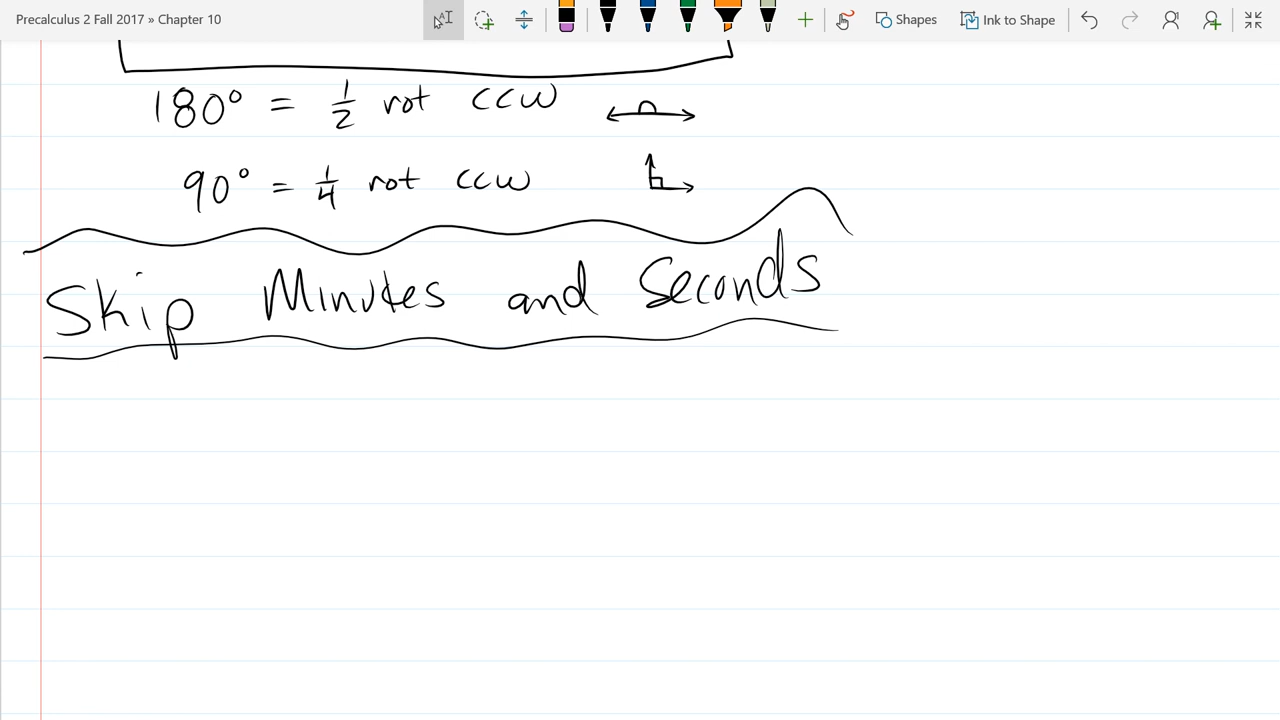 Precalculus 2 Fall 2017 » Chapter 10
Shapes
Ink to Shape
180° = 1/2 rot CCW
90° = 1/4 rot CCW
Skip Minutes and Seconds